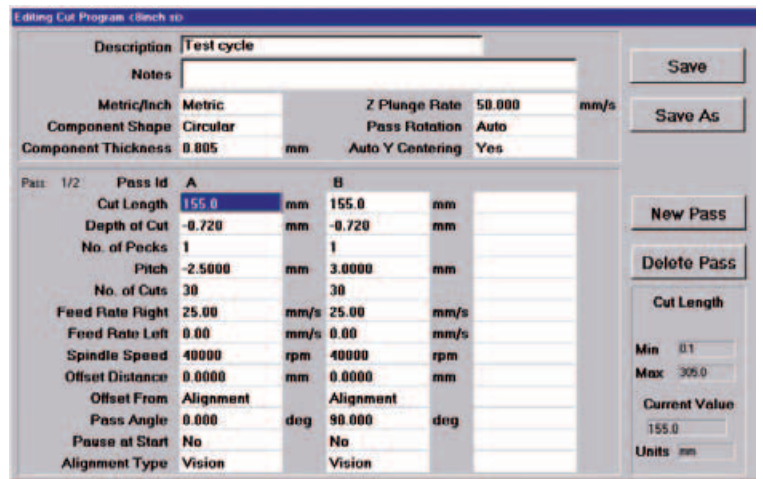 Editing Cut Program <8inch st>
Description Test cycle
Notes
Save
Metric/Inch Metric Z Plunge Rate 50.000 mm/s
Component Shape Circular Pass Rotation Auto
Save As
Component Thickness 0.805 mm Auto Y Centering Yes
Pass 1/2 Pass Id A B
Cut Length 155.0 mm 155.0 mm
New Pass
Depth of Cut -0.720 mm -0.720 mm
No. of Pecks 1 1
Delete Pass
Pitch -2.5000 mm 3.0000 mm
No. of Cuts 30 30
Cut Length
Feed Rate Right 25.00 mm/s 25.00 mm/s
Feed Rate Left 0.00 mm/s 0.00 mm/s
Min 0.1
Spindle Speed 40000 rpm 40000 rpm
Max 305.0
Offset Distance 0.0000 mm 0.0000 mm
Offset From Alignment Alignment
Current Value
Pass Angle 0.000 deg 90.000 deg
155.0
Pause at Start No No
Units mm
Alignment Type Vision Vision